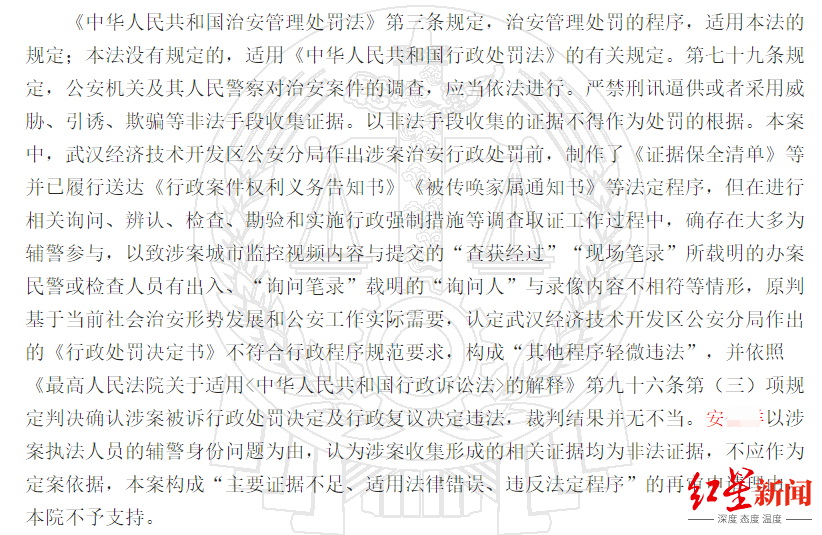 《中华人民共和国治安管理处罚法》第三条规定，治安管理处罚的程序，适用本法的
规定；本法没有规定的，适用《中华人民共和国行政处罚法》的有关规定。第七十九条规
定，公安机关及其人民警察对治安案件的调查，应当依法进行。严禁刑讯逼供或者采用威
胁、引诱、欺骗等非法手段收集证据。以非法手段收集的证据不得作为处罚的根据。本案
中，武汉经济技术开发区公安分局作出涉案治安行政处罚前，制作了《证据保全清单》等
并已履行送达《行政案件权利义务告知书》《被传唤家属通知书》等法定程序，但在进行
相关询问、辨认、检查、勘验和实施行政强制措施等调查取证工作过程中，确存在大多为
辅警参与，以致涉案城市监控视频内容与提交的“查获经过”“现场笔录”所载明的办案
民警或检查人员有出入、“询问笔录”载明的“询问人”与录像内容不相符等情形，原判
基于当前社会治安形势发展和公安工作实际需要，认定武汉经济技术开发区公安分局作出
的《行政处罚决定书》不符合行政程序规范要求，构成“其他程序轻微违法”，并依照
《最高人民法院关于适用<中华人民共和国行政诉讼法>的解释》第九十六条第（三）项规
定判决确认涉案被诉行政处罚决定及行政复议决定违法，裁判结果并无不当。安 以涉
案执法人员的辅警身份问题为由，认为涉案收集形成的相关证据均为非法证据，不应作为
定案依据，本案构成“主要证据不足、适用法律错误、违反法定程序”的再审
本院不予支持。
红星新闻
深度 态度 温度